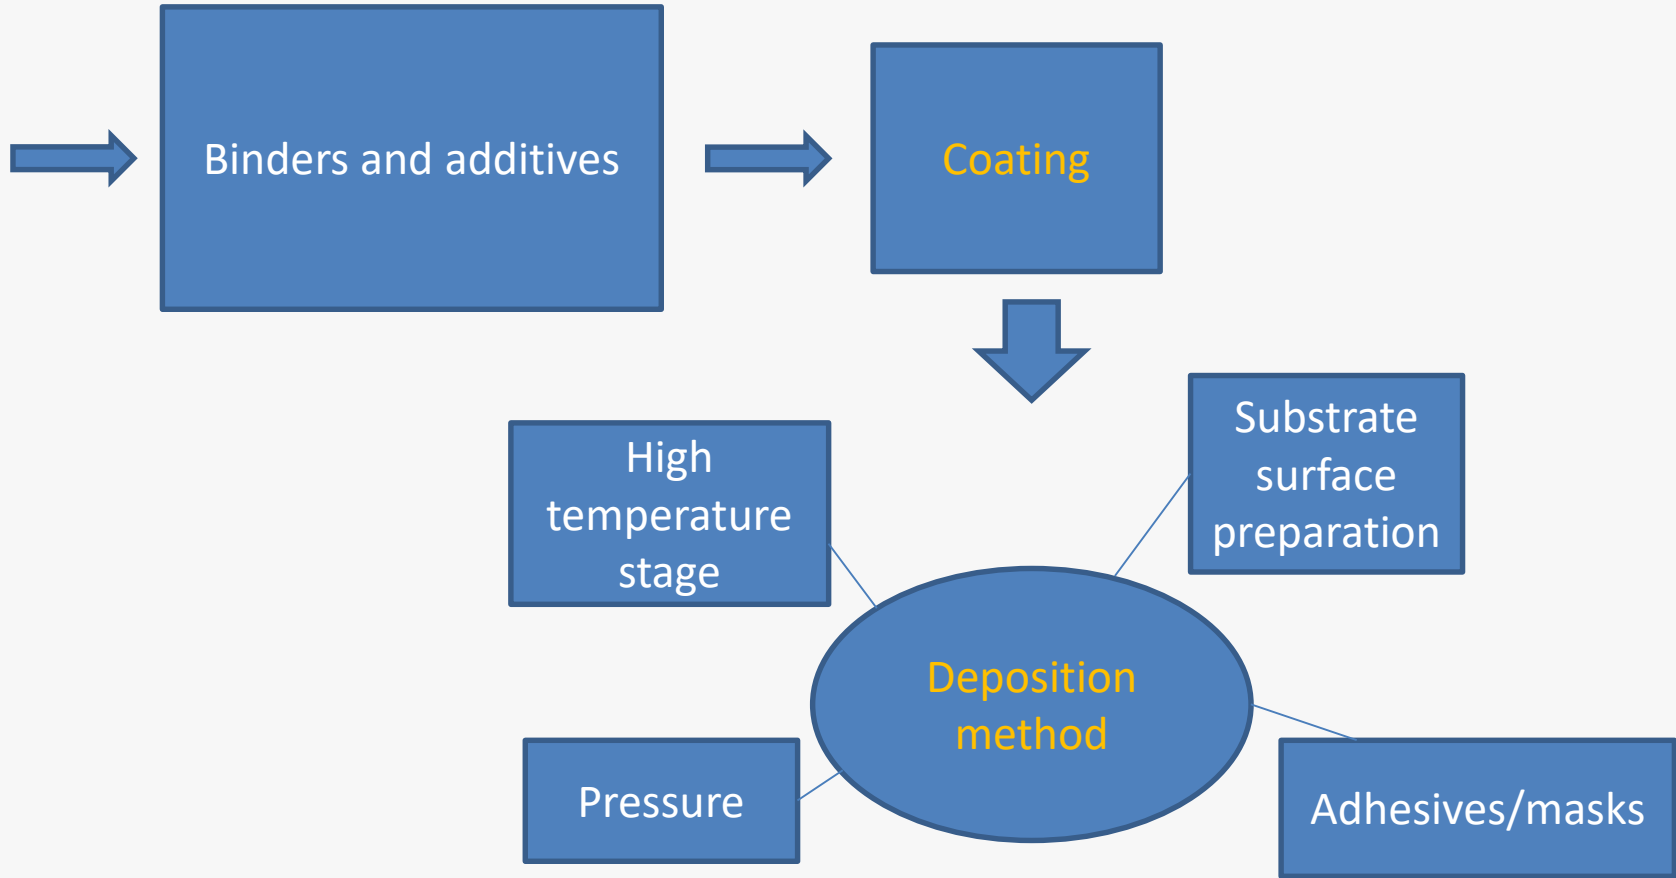 Binders and additives
Coating
High
temperature
stage
Substrate
surface
preparation
Deposition
method
Pressure
Adhesives/masks